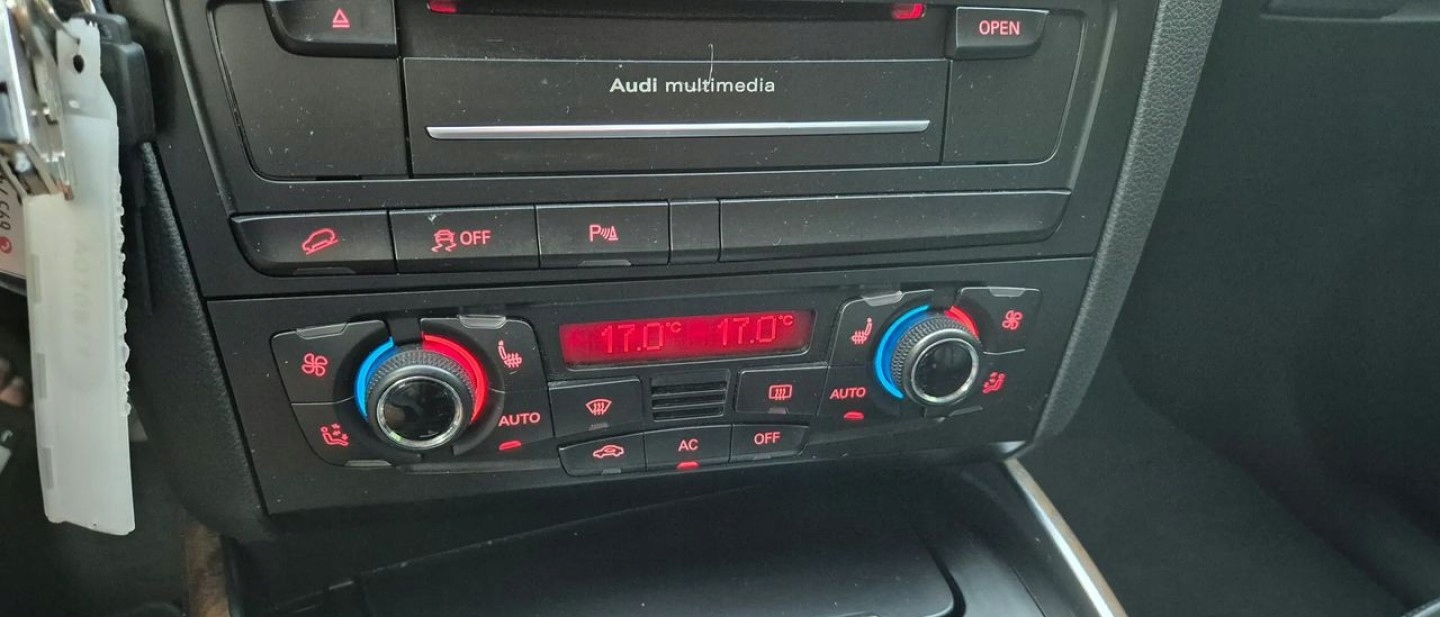 OPEN
Audi multimedia
OFF
P
17.0°C 17.0°C
AUTO
AUTO
AC
OFF